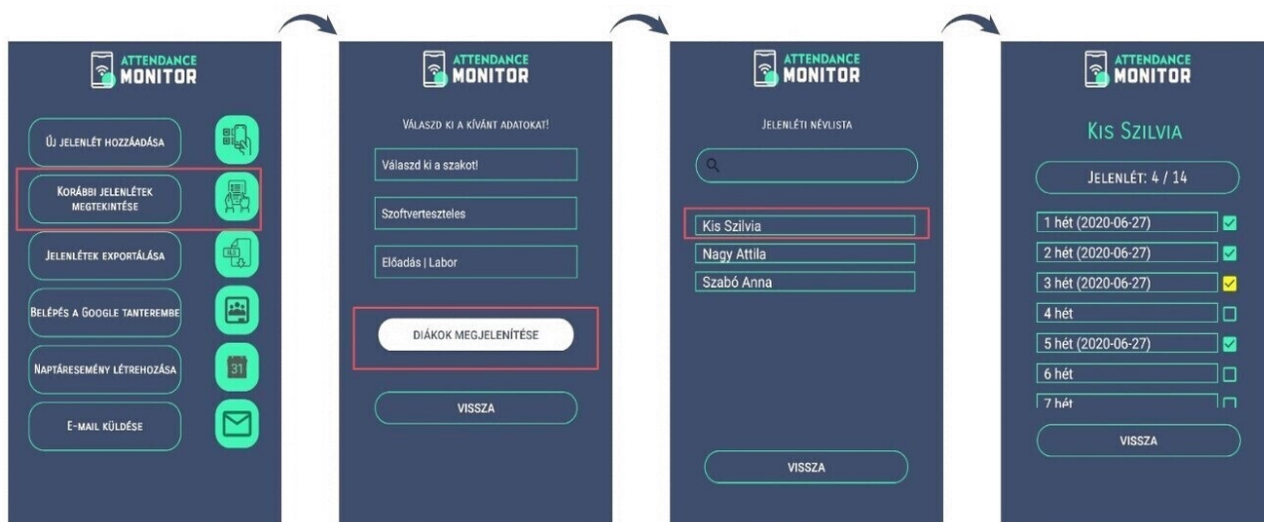 ATTENDANCE
MONITOR
ÚJ JELENLÉT HOZZÁADÁSA
KORÁBBI JELENLÉTEK
MEGTEKINTÉSE
JELENLÉTEK EXPORTÁLÁSA
BELÉPÉS A GOOGLE TANTEREMBE
NAPTÁRESEMÉNY LÉTREHOZÁSA
31
E-MAIL KÜLDÉSE
ATTENDANCE
MONITOR
VÁLASZD KI A KÍVÁNT ADATOKAT!
Válaszd ki a szakot!
Szoftverteszteles
Előadás | Labor
DIÁKOK MEGJELENÍTÉSE
VISSZA
ATTENDANCE
MONITOR
JELENLÉTI NÉVLISTA
Kis Szilvia
Nagy Attila
Szabó Anna
VISSZA
ATTENDANCE
MONITOR
KIS SZILVIA
JELENLÉT: 4 / 14
1 hét (2020-06-27)
2 hét (2020-06-27)
3 hét (2020-06-27)
4 hét
5 hét (2020-06-27)
6 hét
7 hét
VISSZA